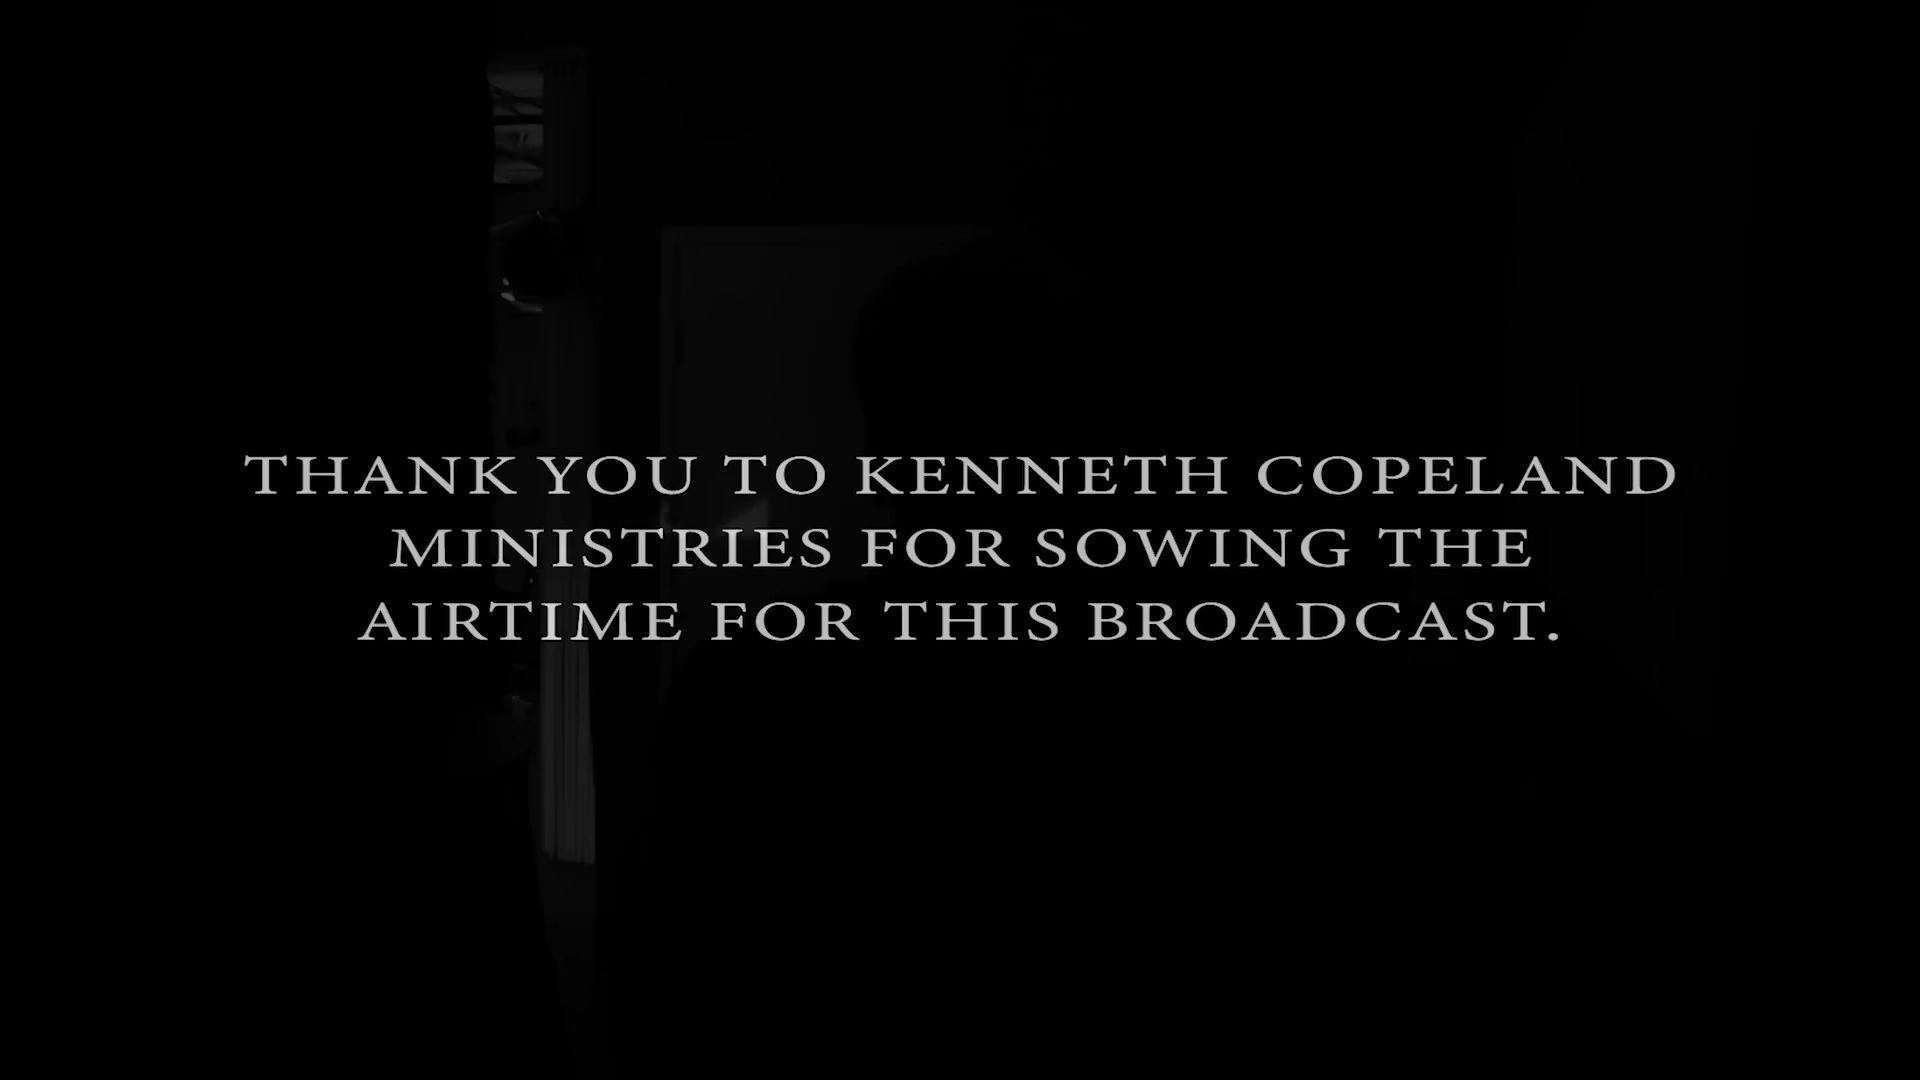 THANK YOU TO KENNETH COPELAND
MINISTRIES FOR SOWING THE
AIRTIME FOR THIS BROADCAST.